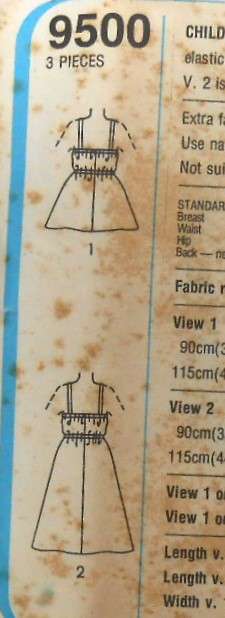 9500
3 PIECES
1
2
CHILD
elastic
V. 2 is
Extra fa
Use na
Not sui
STANDAR
Breast
Waist
Hip
Back — ne
Fabric r
View 1
90cm(3
115cm(4
View 2
90cm(3
115cm(4
View 1 o
View 1 o
Length v.
Length v.
Width v.